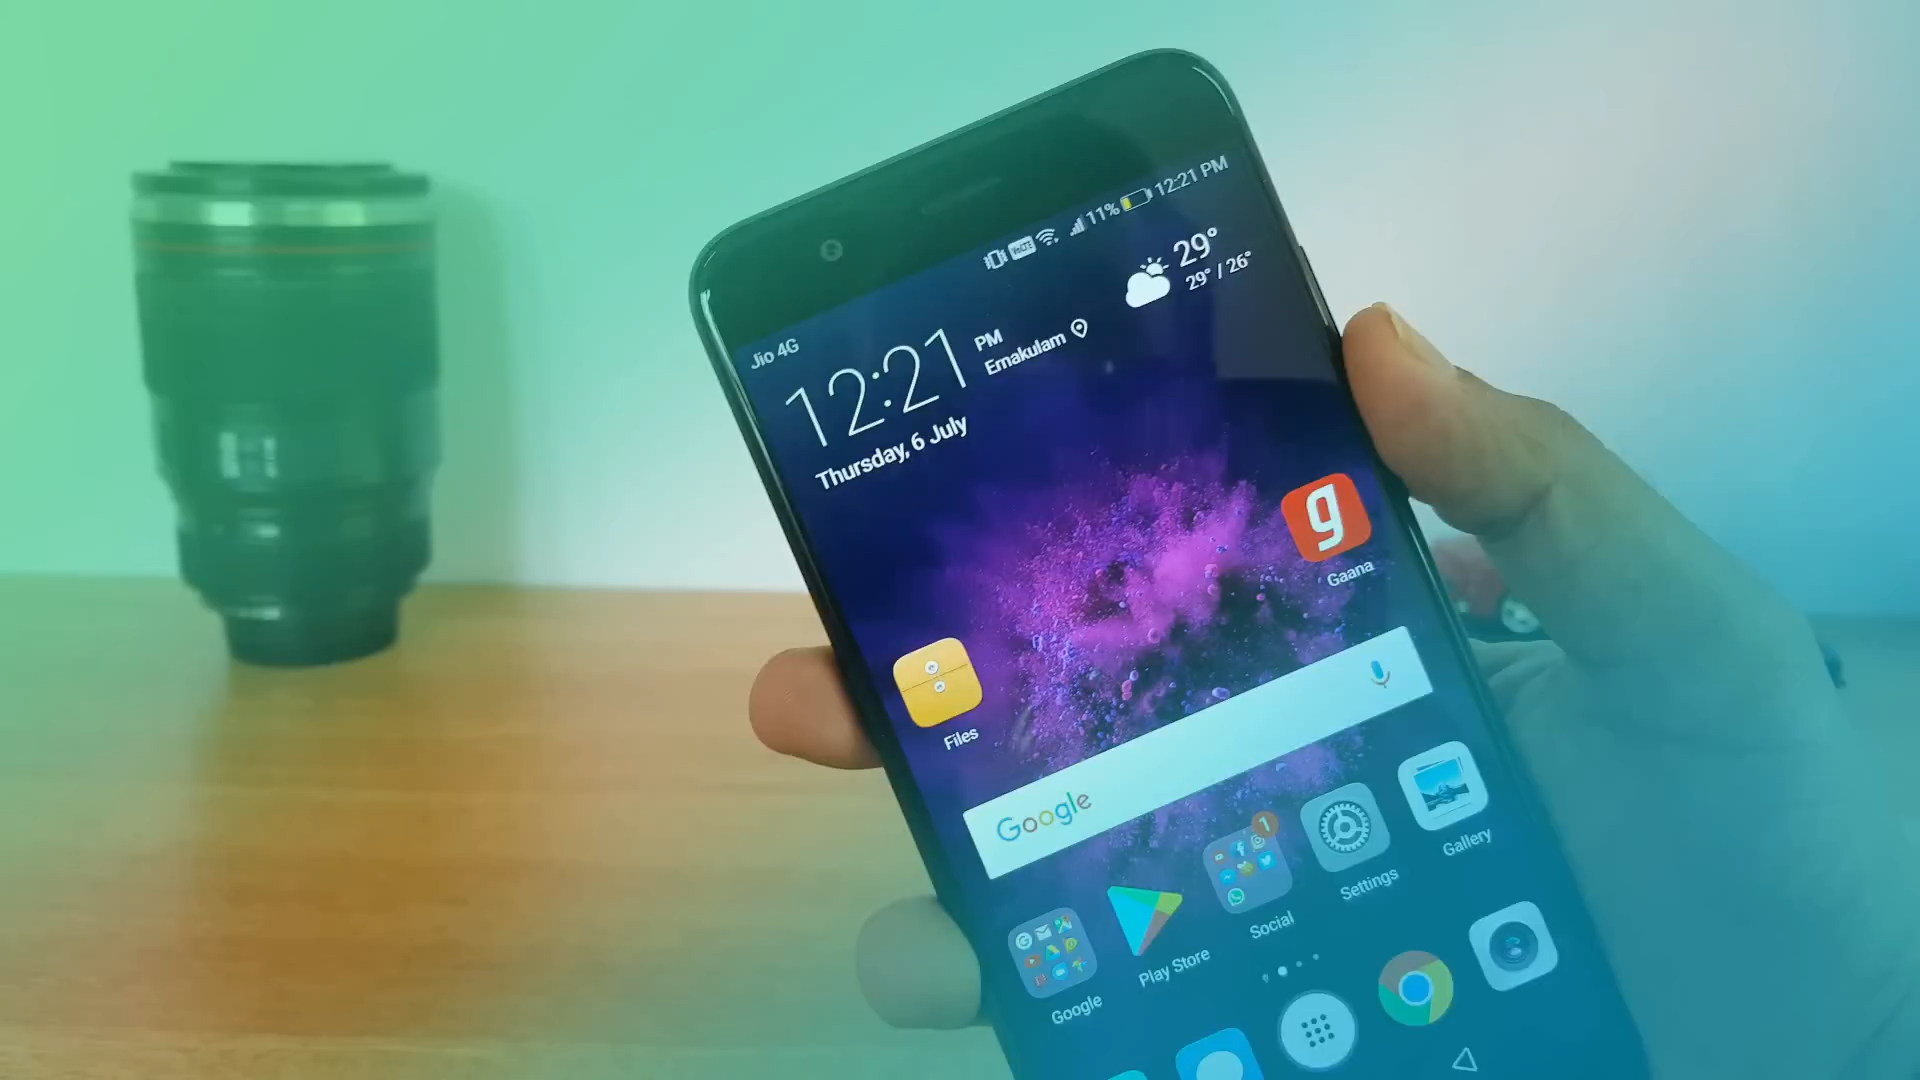 11% 12:21 PM
Jio 4G
29°
29° / 26°
12:21 PM
Ernakulam
Thursday, 6 July
g
Gaana
Files
Google
1
Gallery
Settings
Social
Play Store
Google